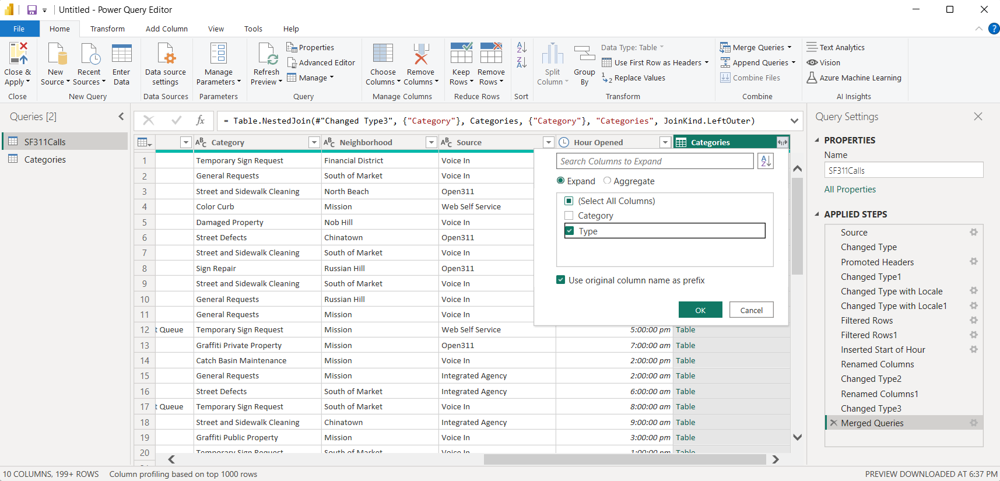 Untitled - Power Query Editor
File Home Transform Add Column View Tools Help
Close & Apply
New Source
Recent Sources
Enter Data
Data source settings
Manage Parameters
Refresh Preview
Properties
Advanced Editor
Manage
Choose Columns
Remove Columns
Keep Rows
Remove Rows
Split Column
Group By
Data Type: Table
Use First Row as Headers
Replace Values
Merge Queries
Append Queries
Combine Files
Text Analytics
Vision
Azure Machine Learning
Close New Query Data Sources Parameters Query Manage Columns Reduce Rows Sort Transform Combine AI Insights
Queries [2]
SF311Calls
Categories
fx = Table.NestedJoin(#"Changed Type3", {"Category"}, Categories, {"Category"}, "Categories", JoinKind.LeftOuter)
ABC Category ABC Neighborhood ABC Source Hour Opened Categories
1 Temporary Sign Request Financial District Voice In
2 General Requests South of Market Voice In
3 Street and Sidewalk Cleaning North Beach Open311
4 Color Curb Mission Web Self Service
5 Damaged Property Nob Hill Voice In
6 Street Defects Chinatown Open311
7 Street and Sidewalk Cleaning South of Market Voice In
8 Sign Repair Russian Hill Open311
9 Street and Sidewalk Cleaning South of Market Voice In
10 General Requests Russian Hill Voice In
11 General Requests Mission Voice In
12 t Queue Temporary Sign Request Mission Web Self Service 5:00:00 pm Table
13 Graffiti Private Property Mission Open311 7:00:00 am Table
14 Catch Basin Maintenance Mission Voice In 2:00:00 pm Table
15 General Requests Mission Integrated Agency 2:00:00 am Table
16 Street Defects South of Market Integrated Agency 6:00:00 am Table
17 t Queue Temporary Sign Request South of Market Voice In 8:00:00 am Table
18 Street and Sidewalk Cleaning Chinatown Integrated Agency 9:00:00 am Table
19 Graffiti Public Property Mission Voice In 3:00:00 pm Table
20 Temporary Sign Request South of Market Voice In 1:00:00 pm Table
Search Columns to Expand
Expand Aggregate
(Select All Columns)
Category
Type
Use original column name as prefix
OK Cancel
Query Settings
PROPERTIES
Name
SF311Calls
All Properties
APPLIED STEPS
Source
Changed Type
Promoted Headers
Changed Type1
Changed Type with Locale
Changed Type with Locale1
Filtered Rows
Filtered Rows1
Inserted Start of Hour
Renamed Columns
Changed Type2
Renamed Columns1
Changed Type3
Merged Queries
10 COLUMNS, 199+ ROWS Column profiling based on top 1000 rows PREVIEW DOWNLOADED AT 6:37 PM